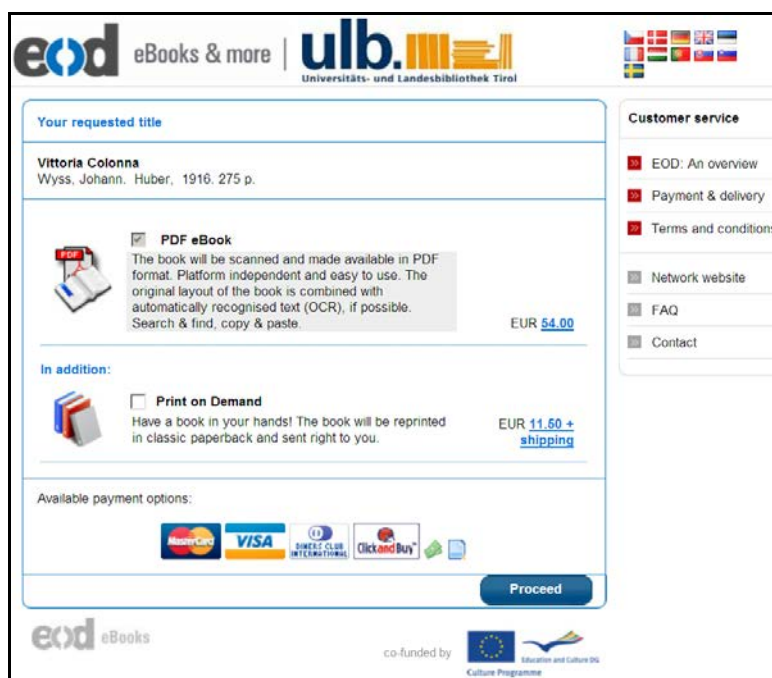 eod eBooks & more | ulb.
Universitäts- und Landesbibliothek Tirol
Your requested title
Vittoria Colonna
Wyss, Johann. Huber, 1916. 275 p.
PDF
PDF eBook
The book will be scanned and made available in PDF
format. Platform independent and easy to use. The
original layout of the book is combined with
automatically recognised text (OCR), if possible.
Search & find, copy & paste.
EUR 54.00
In addition:
Print on Demand
Have a book in your hands! The book will be reprinted
in classic paperback and sent right to you.
EUR 11.50 +
shipping
Available payment options:
MasterCard VISA DINERS CLUB INTERNATIONAL ClickandBuy
Proceed
Customer service
EOD: An overview
Payment & delivery
Terms and conditions
Network website
FAQ
Contact
eod eBooks
co-funded by
Education and Culture DG
Culture Programme